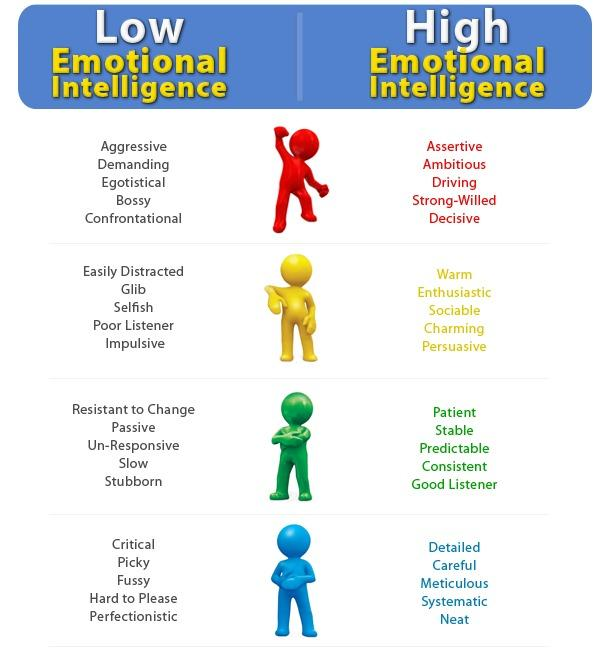 Low
Emotional
Intelligence
High
Emotional
Intelligence
Aggressive
Demanding
Egotistical
Bossy
Confrontational
Assertive
Ambitious
Driving
Strong-Willed
Decisive
Easily Distracted
Glib
Selfish
Poor Listener
Impulsive
Warm
Enthusiastic
Sociable
Charming
Persuasive
Resistant to Change
Passive
Un-Responsive
Slow
Stubborn
Patient
Stable
Predictable
Consistent
Good Listener
Critical
Picky
Fussy
Hard to Please
Perfectionistic
Detailed
Careful
Meticulous
Systematic
Neat